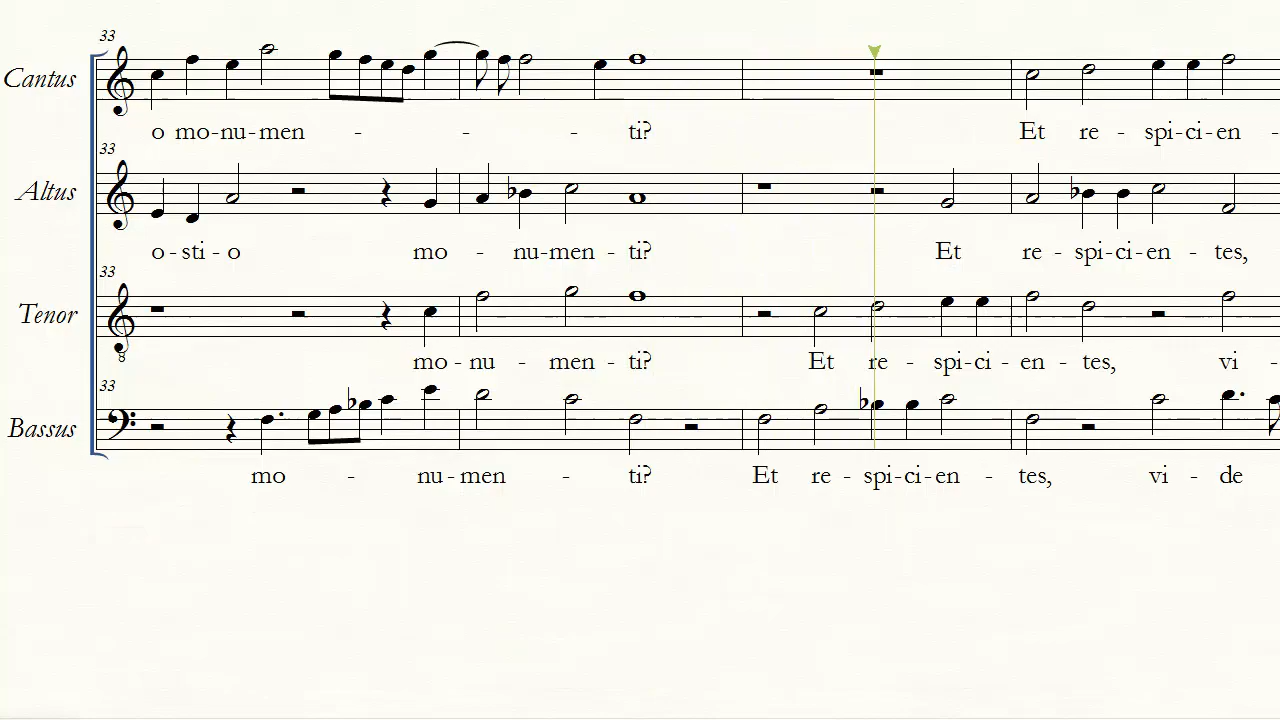 33
Cantus
o mo-nu-men - - - ti? Et re - spi-ci-en -
33
Altus
o-sti-o mo - nu-men - ti? Et re - spi-ci-en - tes,
33
Tenor
mo-nu - men - ti? Et re - spi-ci - en - tes, vi -
33
Bassus
mo - nu-men - ti? Et re - spi-ci-en - tes, vi - de